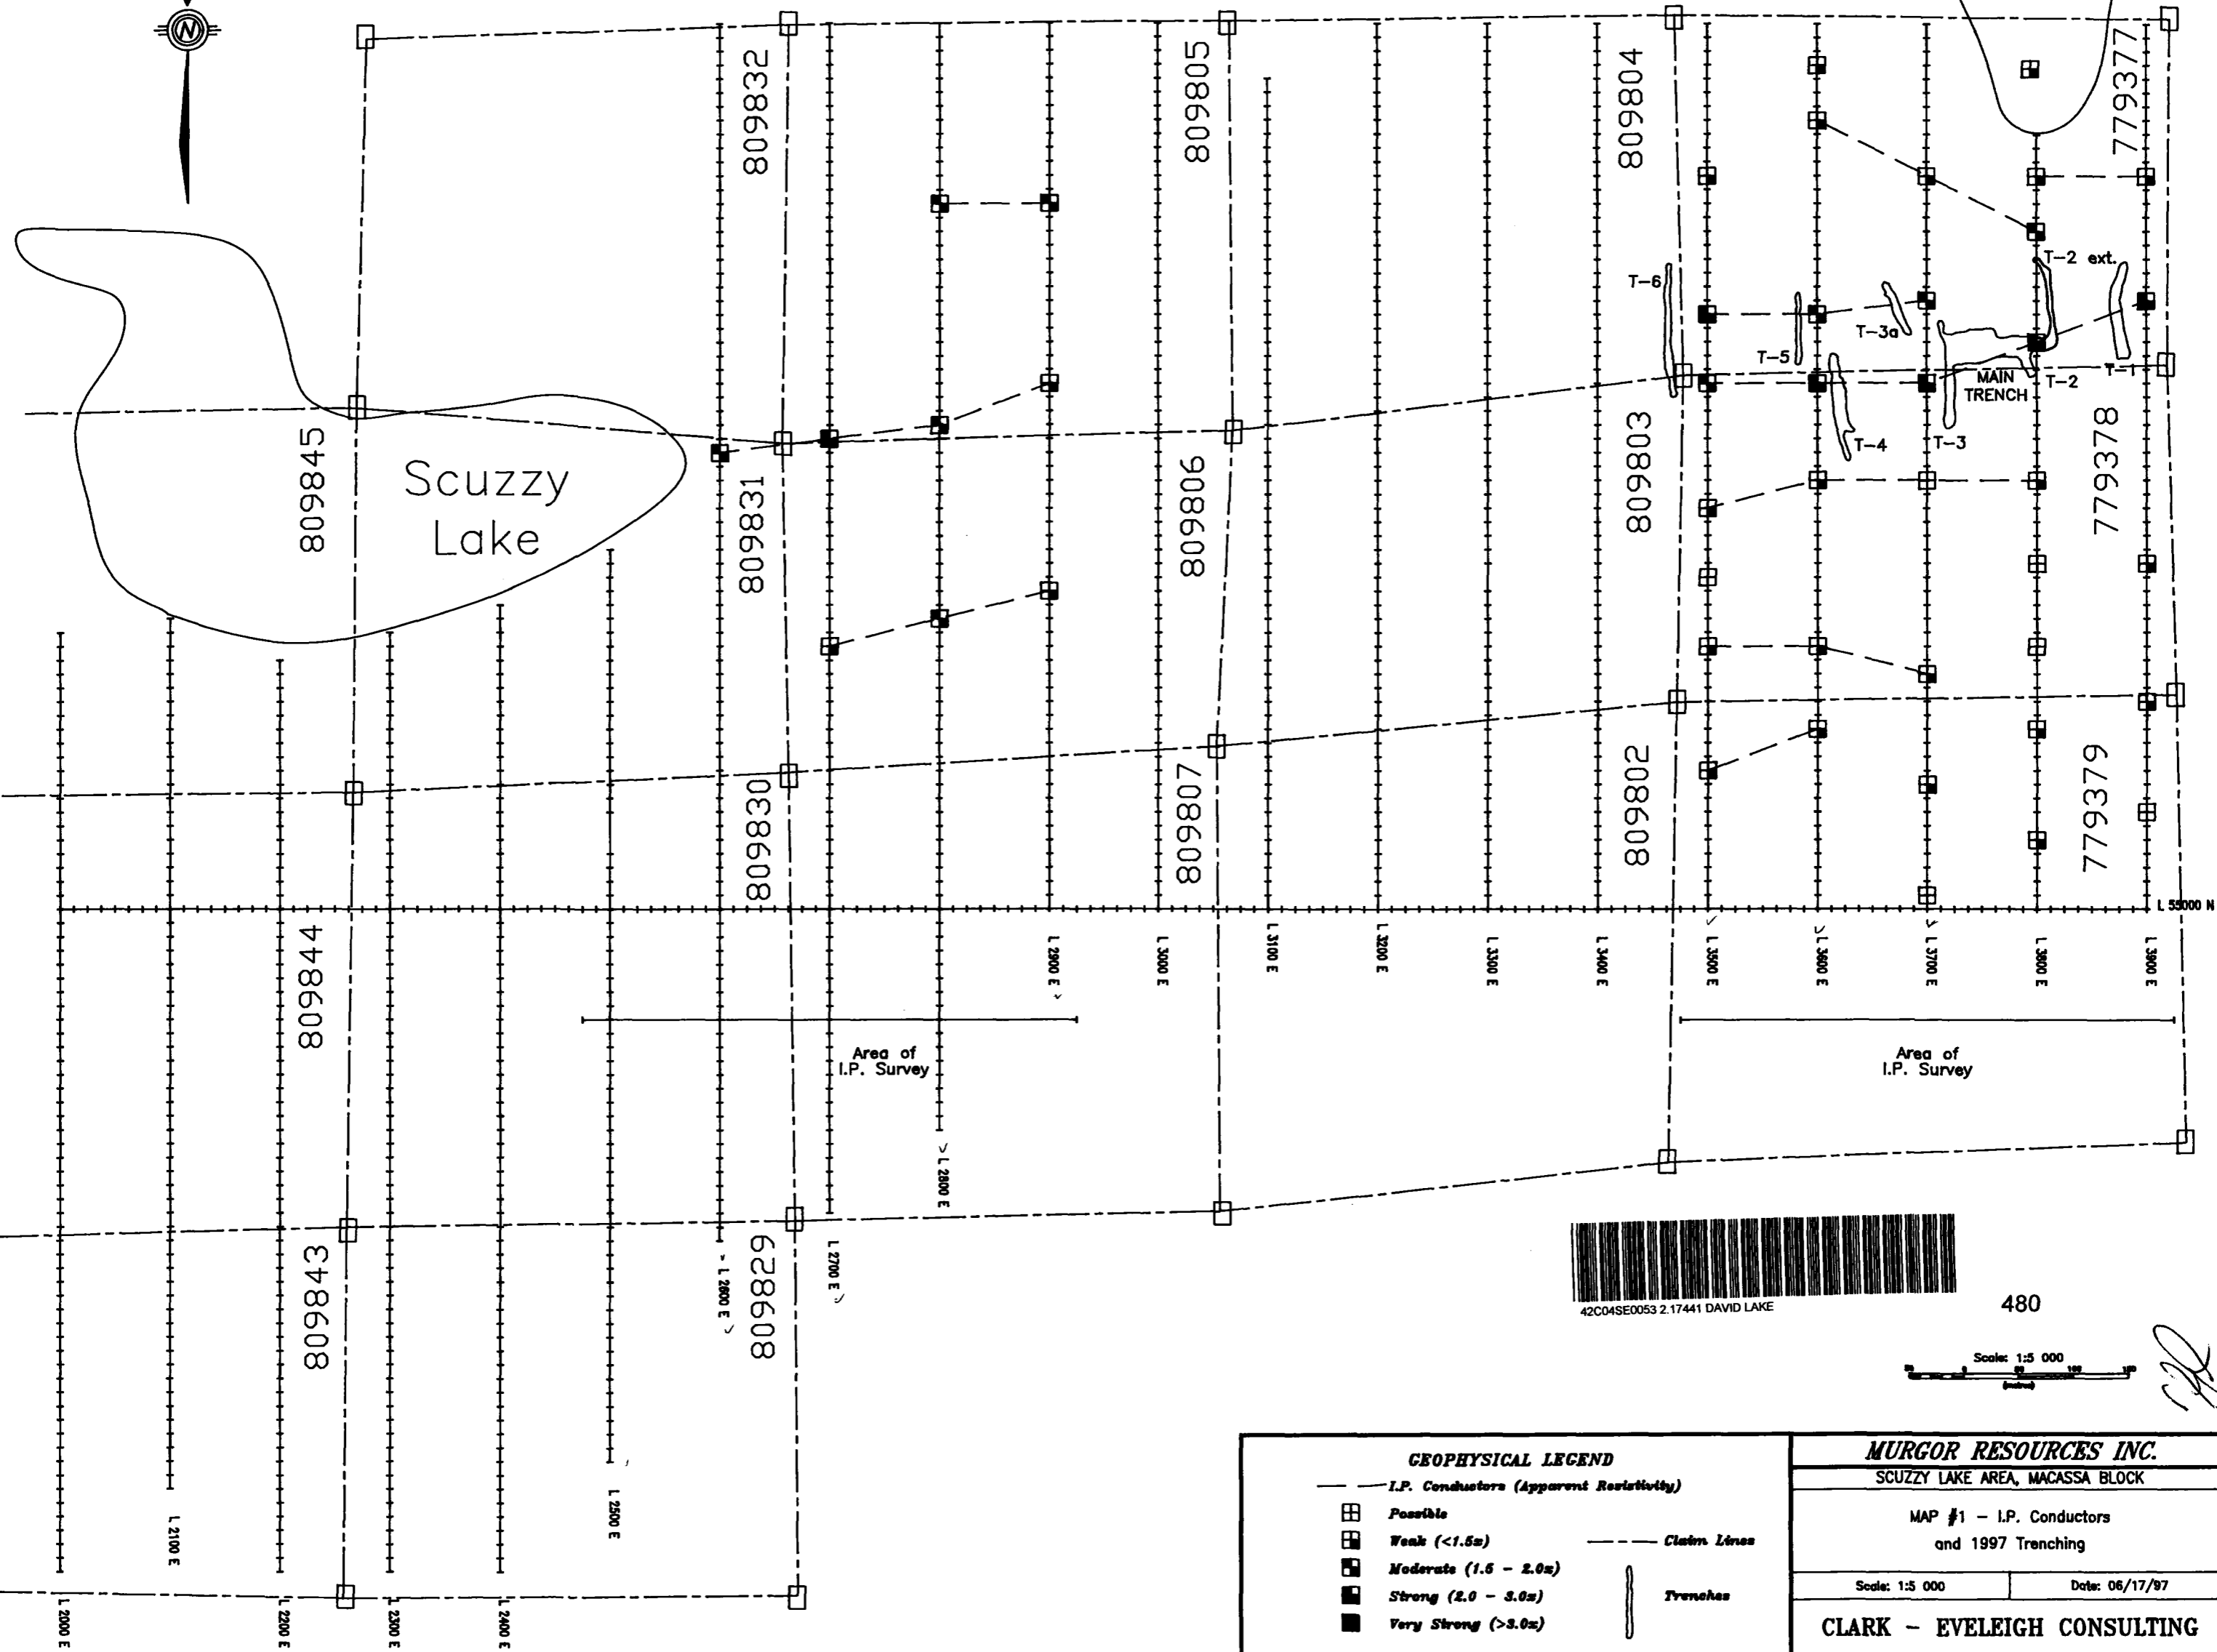 N
809832
809805
809804
779377
T-2 ext.
T-6
T-3a
T-5
T-1
MAIN
TRENCH
T-2
T-4
T-3
809845
Scuzzy
Lake
809831
809806
809803
779378
809830
809807
809802
779379
L 55000 N
809844
L 2900 E
L 3000 E
L 3100 E
L 3200 E
L 3300 E
L 3400 E
L 3500 E
L 3600 E
L 3700 E
L 3800 E
L 3900 E
Area of
I.P. Survey
Area of
I.P. Survey
L 2800 E
L 2700 E
L 2600 E
809843
809829
L 2500 E
L 2100 E
L 2000 E
L 2200 E
L 2300 E
L 2400 E
42C04SE0053 2.17441 DAVID LAKE
480
Scale: 1:5 000
50 0 50 100 150
(metres)
GEOPHYSICAL LEGEND
I.P. Conductors (Apparent Resistivity)
Possible
Weak (<1.5x)
Claim Lines
Moderate (1.5 - 2.0x)
Strong (2.0 - 3.0x)
Trenches
Very Strong (>3.0x)
MURGOR RESOURCES INC.
SCUZZY LAKE AREA, MACASSA BLOCK
MAP #1 - I.P. Conductors
and 1997 Trenching
Scale: 1:5 000
Date: 06/17/97
CLARK - EVELEIGH CONSULTING